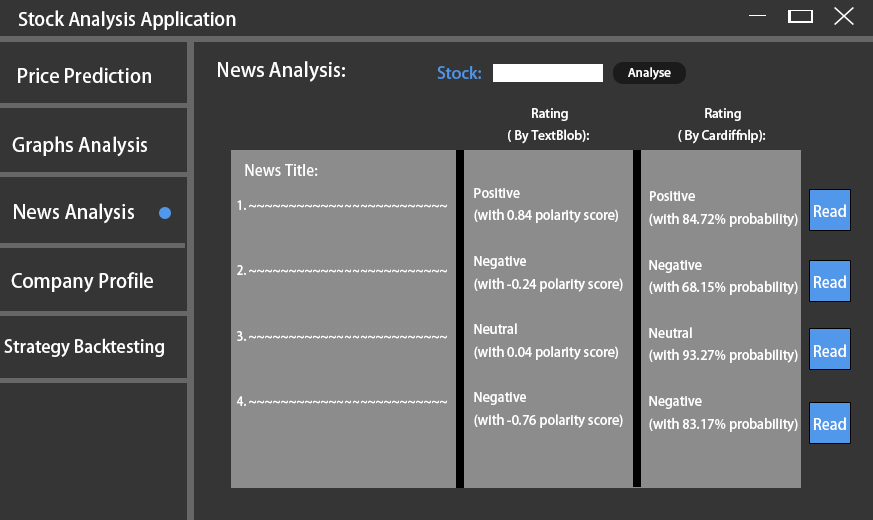 Stock Analysis Application
Price Prediction
Graphs Analysis
News Analysis
Company Profile
Strategy Backtesting
News Analysis:
Stock:
Analyse
Rating
( By TextBlob):
Rating
( By Cardiffnlp):
News Title:
1. ~~~~~~~~~~~~~~~~~~~~~~~~~
Positive
(with 0.84 polarity score)
Positive
(with 84.72% probability)
Read
2. ~~~~~~~~~~~~~~~~~~~~~~~~~
Negative
(with -0.24 polarity score)
Negative
(with 68.15% probability)
Read
3. ~~~~~~~~~~~~~~~~~~~~~~~~~
Neutral
(with 0.04 polarity score)
Neutral
(with 93.27% probability)
Read
4. ~~~~~~~~~~~~~~~~~~~~~~~~~
Negative
(with -0.76 polarity score)
Negative
(with 83.17% probability)
Read